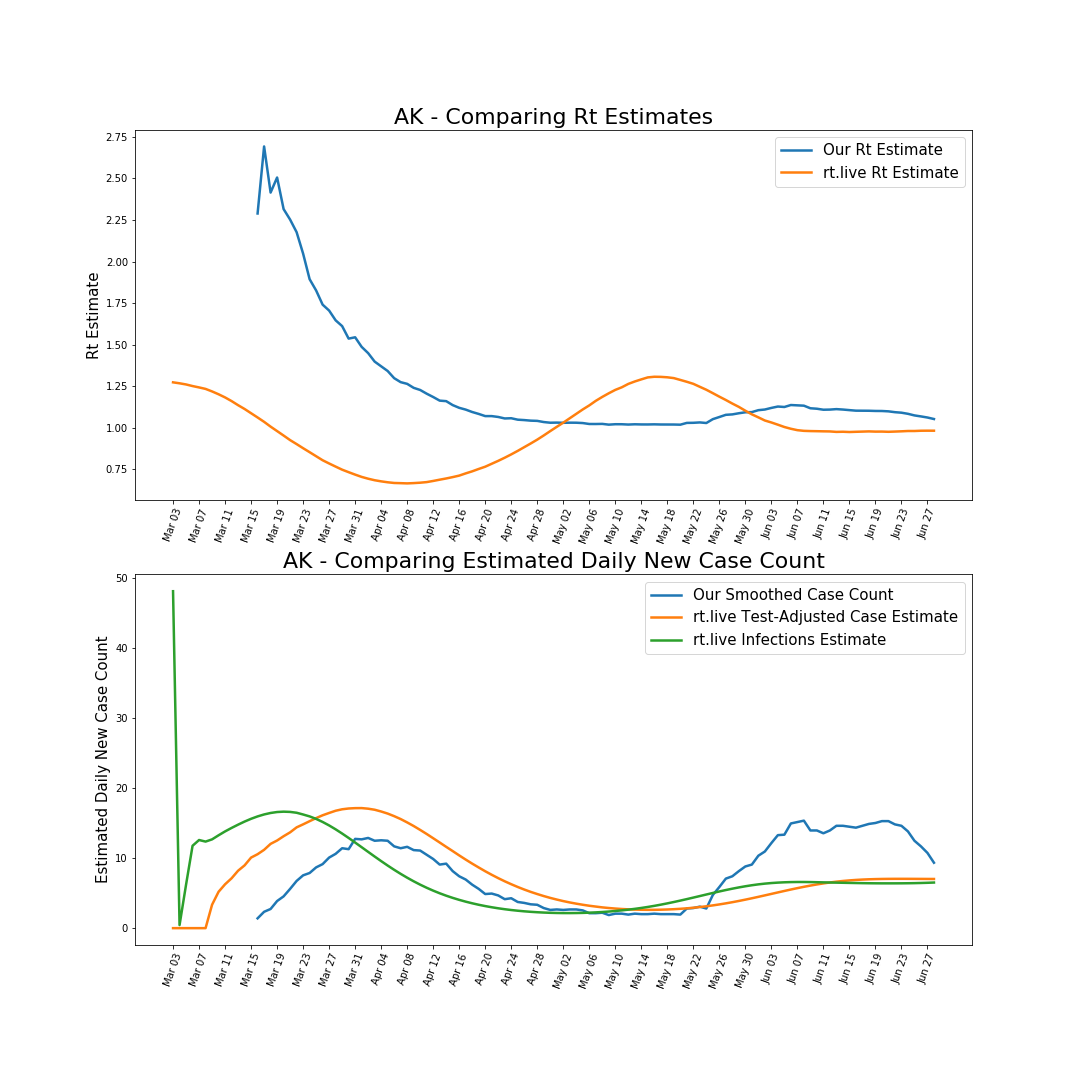 AK - Comparing Rt Estimates
Rt Estimate
2.75
2.50
2.25
2.00
1.75
1.50
1.25
1.00
0.75
Our Rt Estimate
rt.live Rt Estimate
Mar 03 Mar 07 Mar 11 Mar 15 Mar 19 Mar 23 Mar 27 Mar 31 Apr 04 Apr 08 Apr 12 Apr 16 Apr 20 Apr 24 Apr 28 May 02 May 06 May 10 May 14 May 18 May 22 May 26 May 30 Jun 03 Jun 07 Jun 11 Jun 15 Jun 19 Jun 23 Jun 27
AK - Comparing Estimated Daily New Case Count
Estimated Daily New Case Count
50
40
30
20
10
0
Our Smoothed Case Count
rt.live Test-Adjusted Case Estimate
rt.live Infections Estimate
Mar 03 Mar 07 Mar 11 Mar 15 Mar 19 Mar 23 Mar 27 Mar 31 Apr 04 Apr 08 Apr 12 Apr 16 Apr 20 Apr 24 Apr 28 May 02 May 06 May 10 May 14 May 18 May 22 May 26 May 30 Jun 03 Jun 07 Jun 11 Jun 15 Jun 19 Jun 23 Jun 27